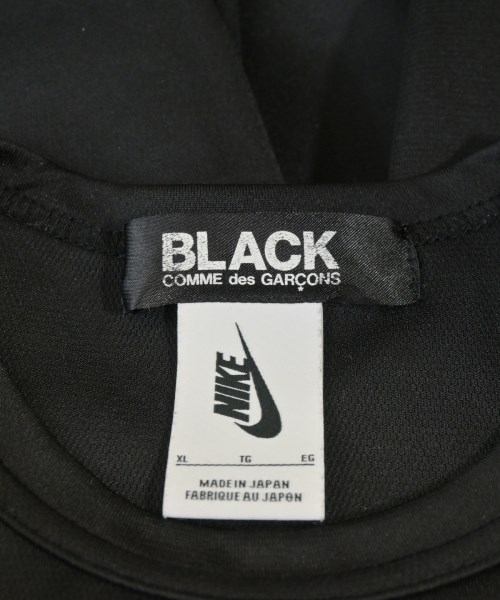 BLACK
COMME des GARÇONS
NIKE
XL TG EG
MADE IN JAPAN
FABRIQUE AU JAPON